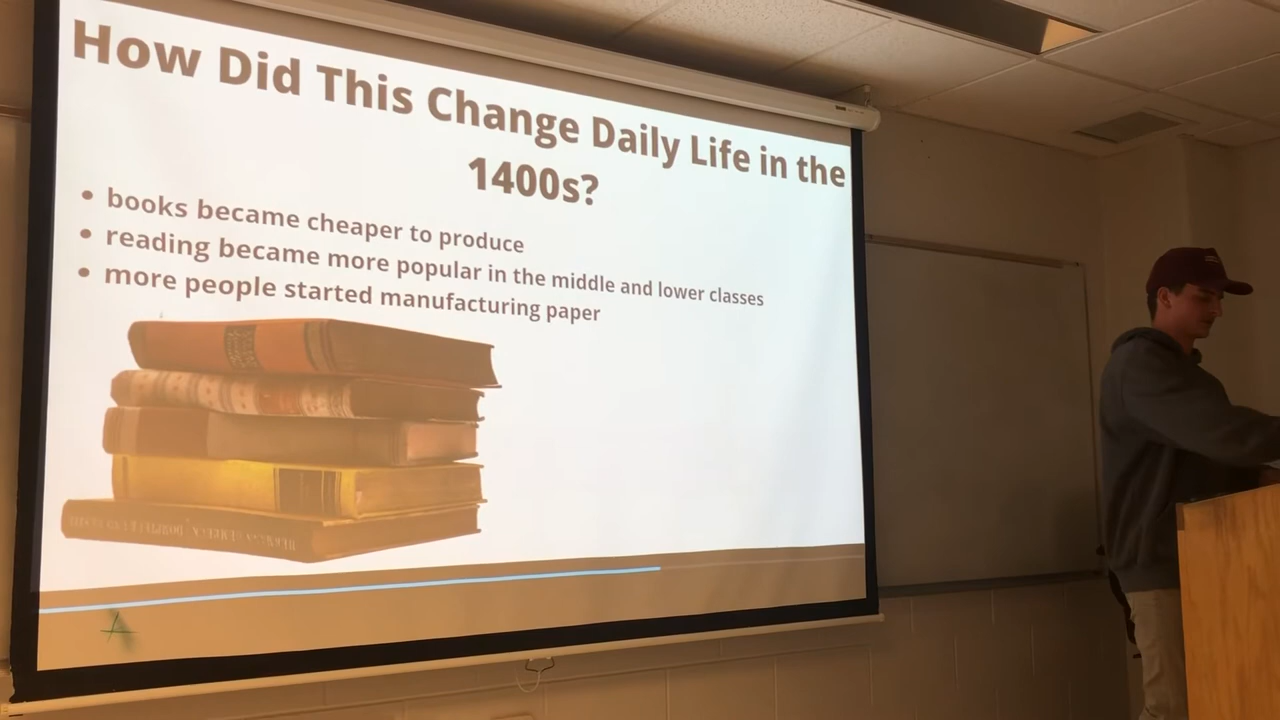 How Did This Change Daily Life in the
1400s?
• books became cheaper to produce
• reading became more popular in the middle and lower classes
• more people started manufacturing paper